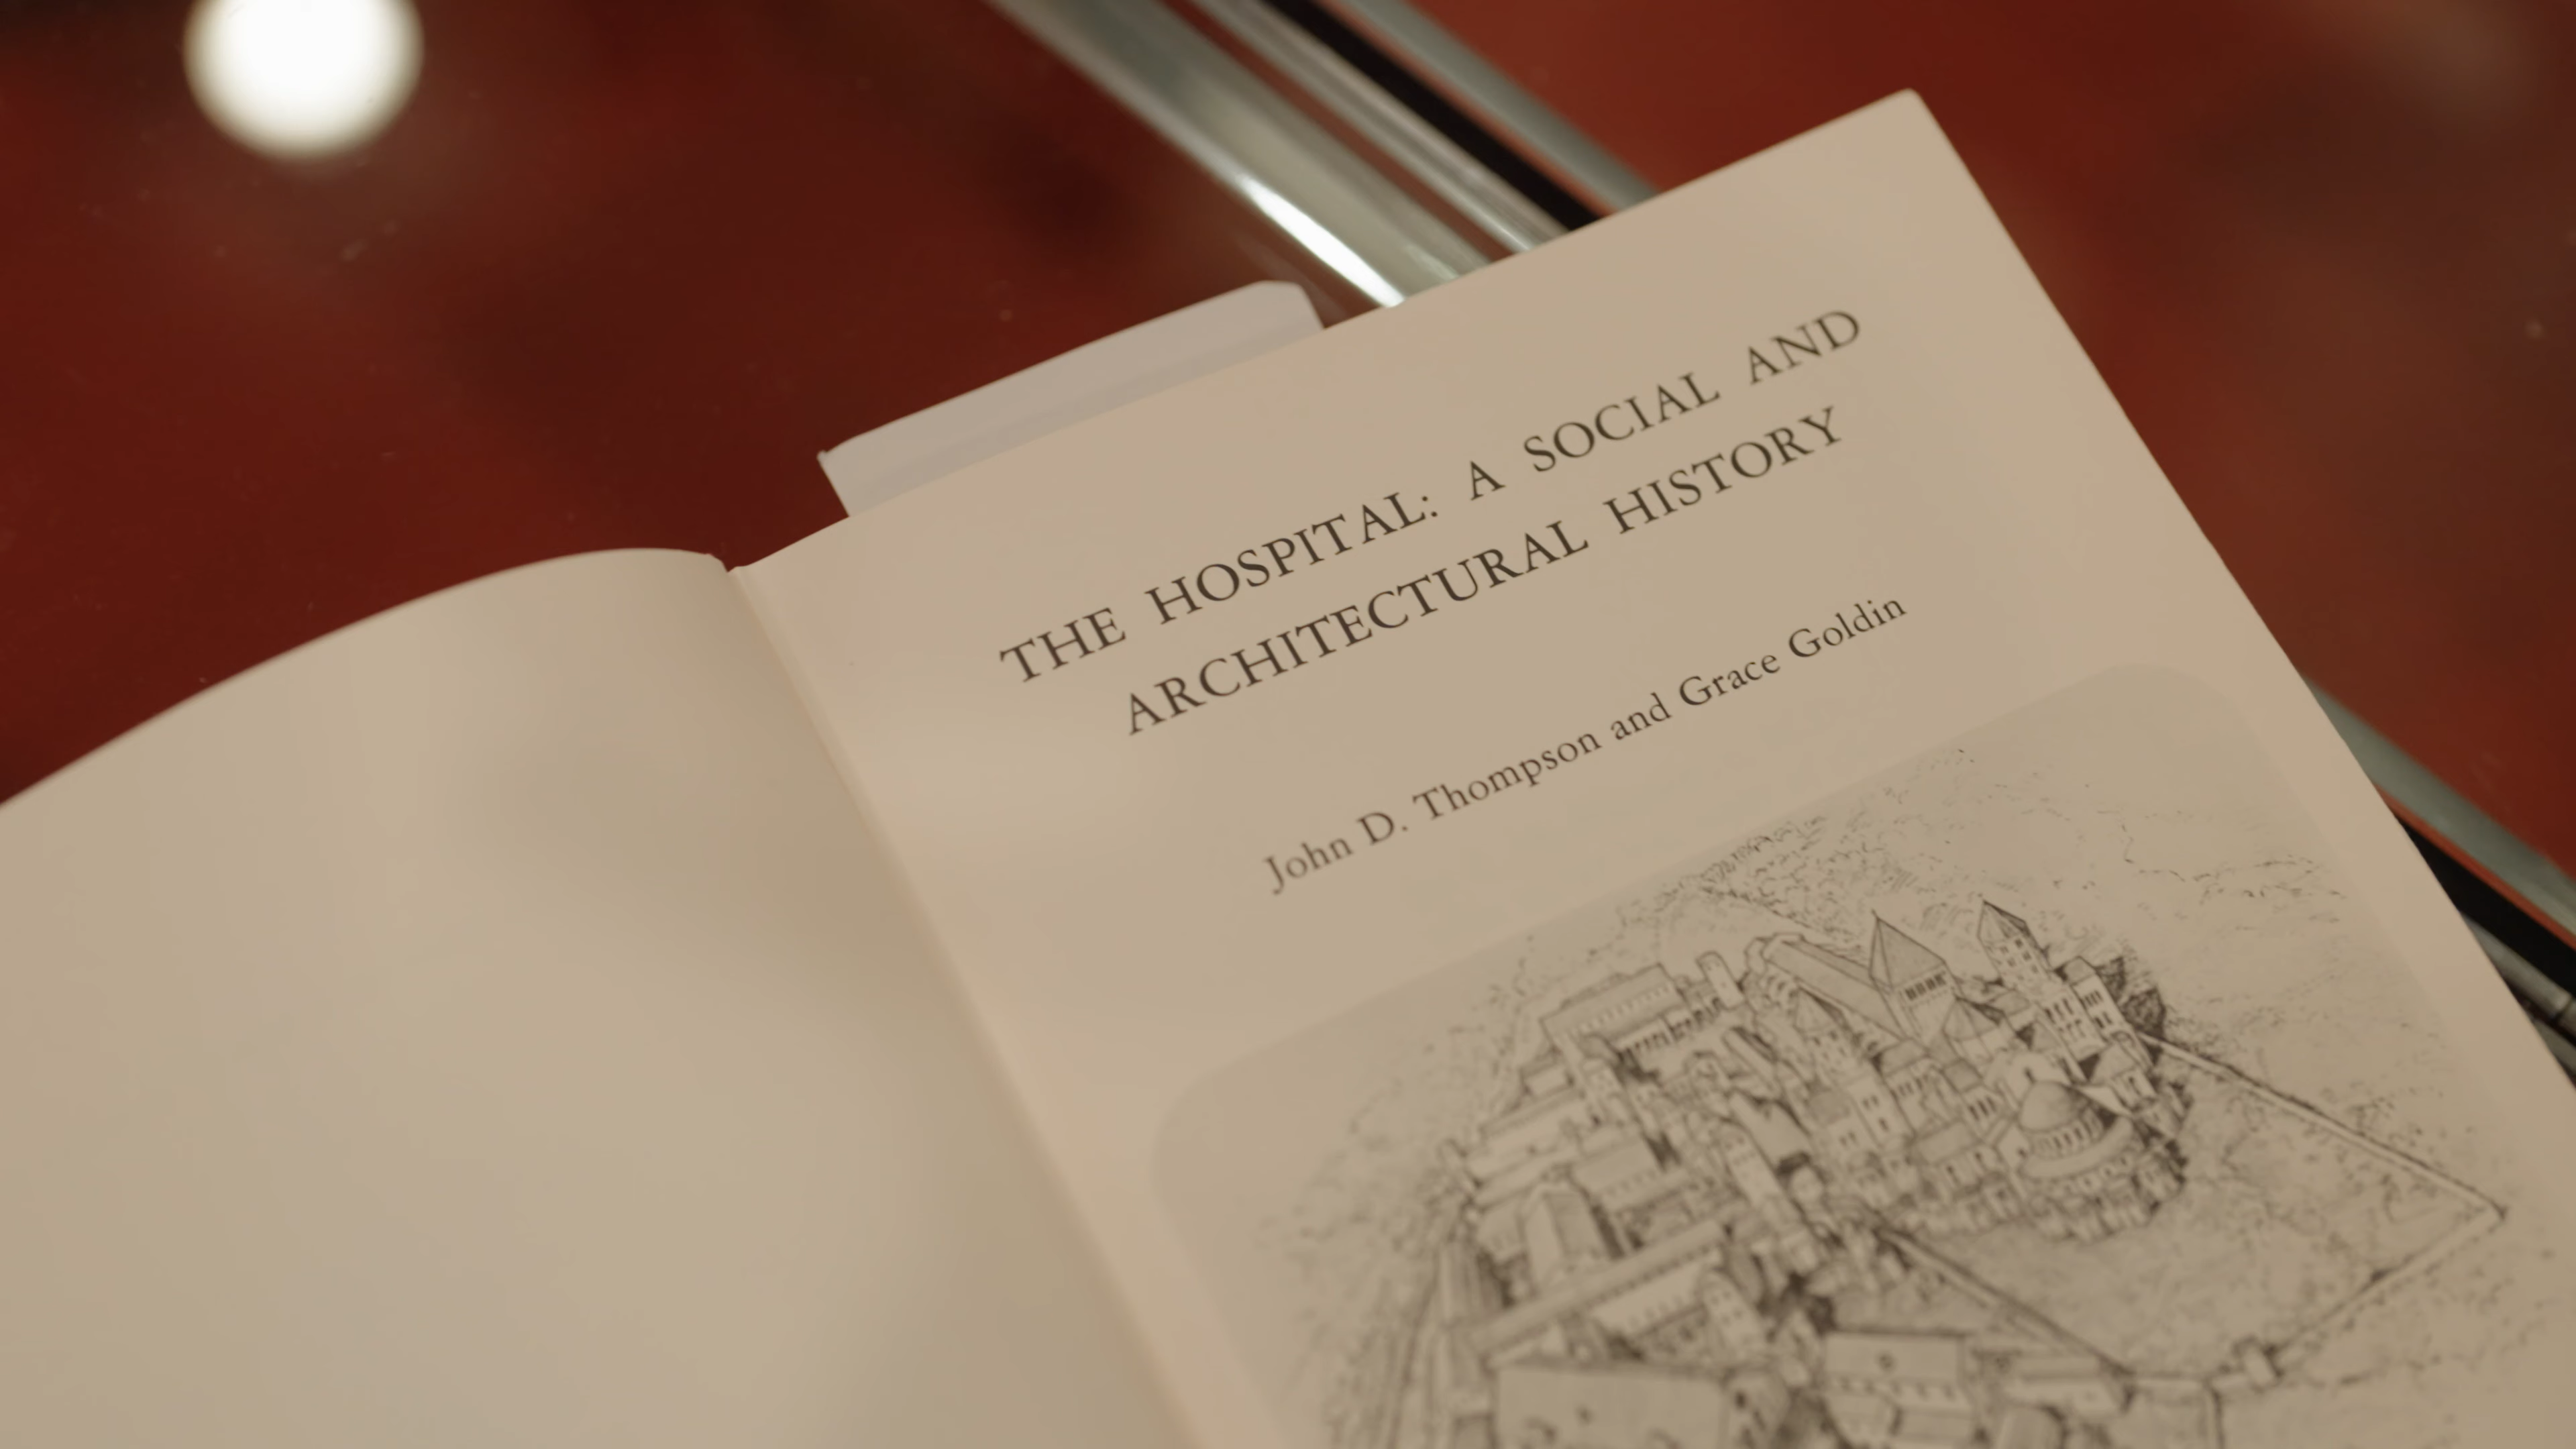 THE HOSPITAL: A SOCIAL AND
ARCHITECTURAL HISTORY
John D. Thompson and Grace Goldin